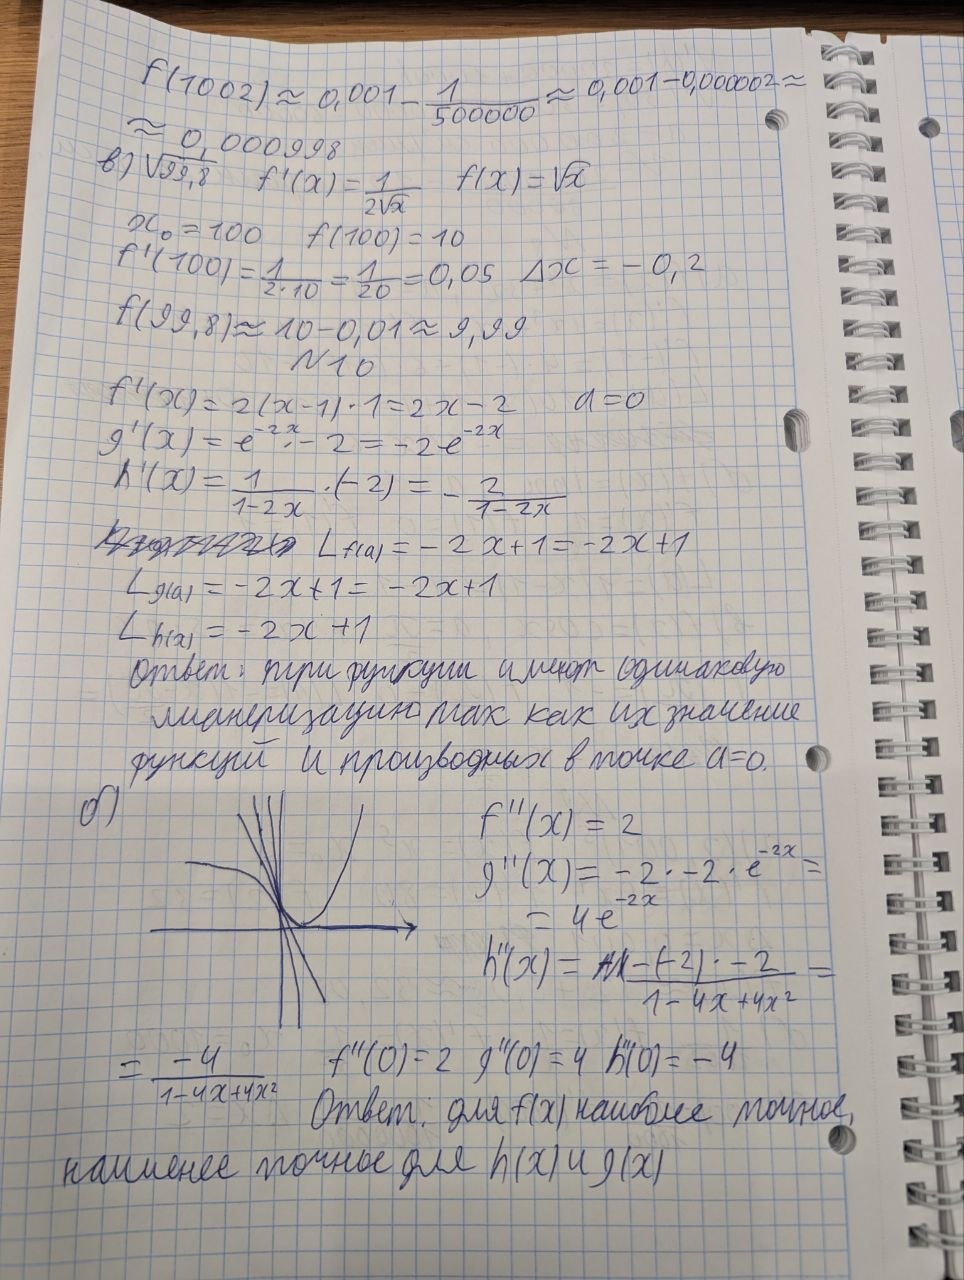 f(1002) ≈ 0,001 - 1/500000 ≈ 0,001-0,000002 ≈
≈ 0,000998
в) √99,8 f'(x) = 1/2√x f(x) = √x
x₀ = 100 f(100) = 10
f'(100) = 1/2·10 = 1/20 = 0,05 Δx = -0,2
f(99,8) ≈ 10-0,01 ≈ 9,99
N10
f'(x) = 2(x-1)·1 = 2x-2 a=0
g'(x) = e^-2x · -2 = -2e^-2x
h'(x) = 1/1-2x · (-2) = - 2/1-2x
L f(a) = -2x+1 = -2x+1
L g(a) = -2x+1 = -2x+1
L h(x) = -2x+1
Ответ: три функции имеют одинаковую
лианеризацию так как их значение
функций и производных в точке a=0.
б) f''(x) = 2
g''(x) = -2·-2·e^-2x =
= 4e^-2x
h''(x) = -(-2)·-2/1-4x+4x² =
= -4/1-4x+4x² f''(0)=2 g''(0)=4 h''(0)=-4
Ответ: для f(x) наиболее точное,
наименее точное для h(x) и g(x)